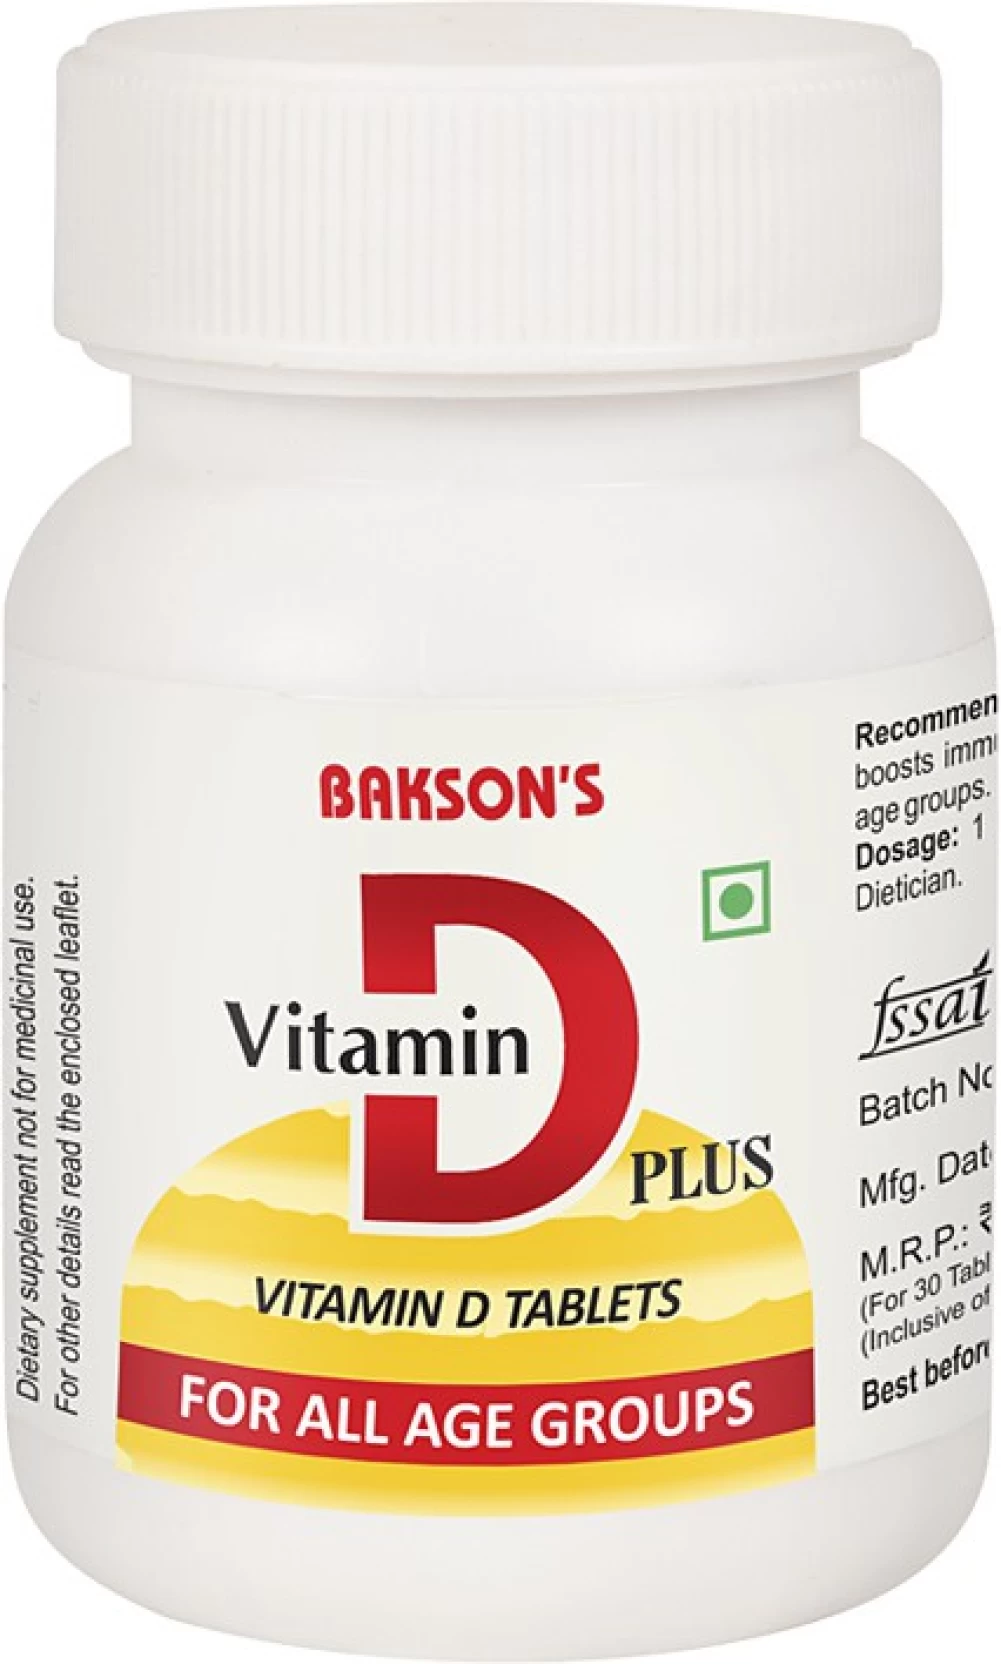 BAKSON'S
D
Vitamin
PLUS
VITAMIN D TABLETS
FOR ALL AGE GROUPS
Dietary supplement not for medicinal use.
For other details read the enclosed leaflet.
Recommen
boosts imm
age groups.
Dosage: 1
Dietician.
fssai
Batch No
Mfg. Dat
M.R.P.: ₹
(For 30 Tabl
(Inclusive of
Best before